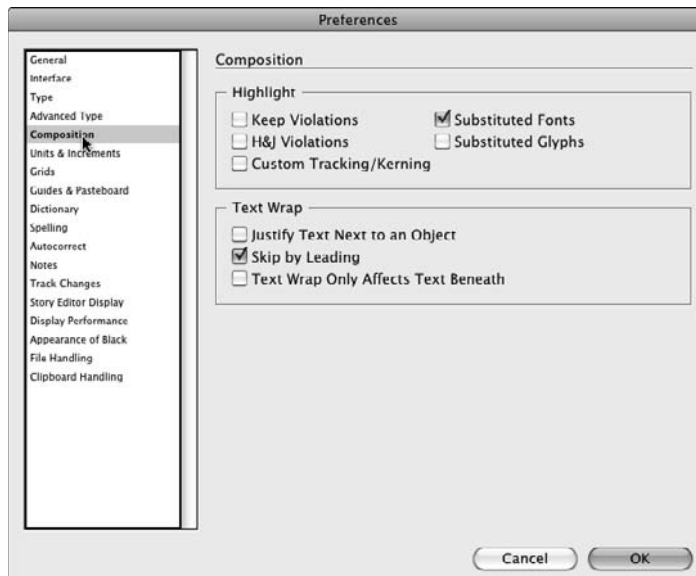 Preferences
General
Interface
Type
Advanced Type
Composition
Units & Increments
Grids
Guides & Pasteboard
Dictionary
Spelling
Autocorrect
Notes
Track Changes
Story Editor Display
Display Performance
Appearance of Black
File Handling
Clipboard Handling
Composition
Highlight
Keep Violations
Substituted Fonts
H&J Violations
Substituted Glyphs
Custom Tracking/Kerning
Text Wrap
Justify Text Next to an Object
Skip by Leading
Text Wrap Only Affects Text Beneath
Cancel
OK